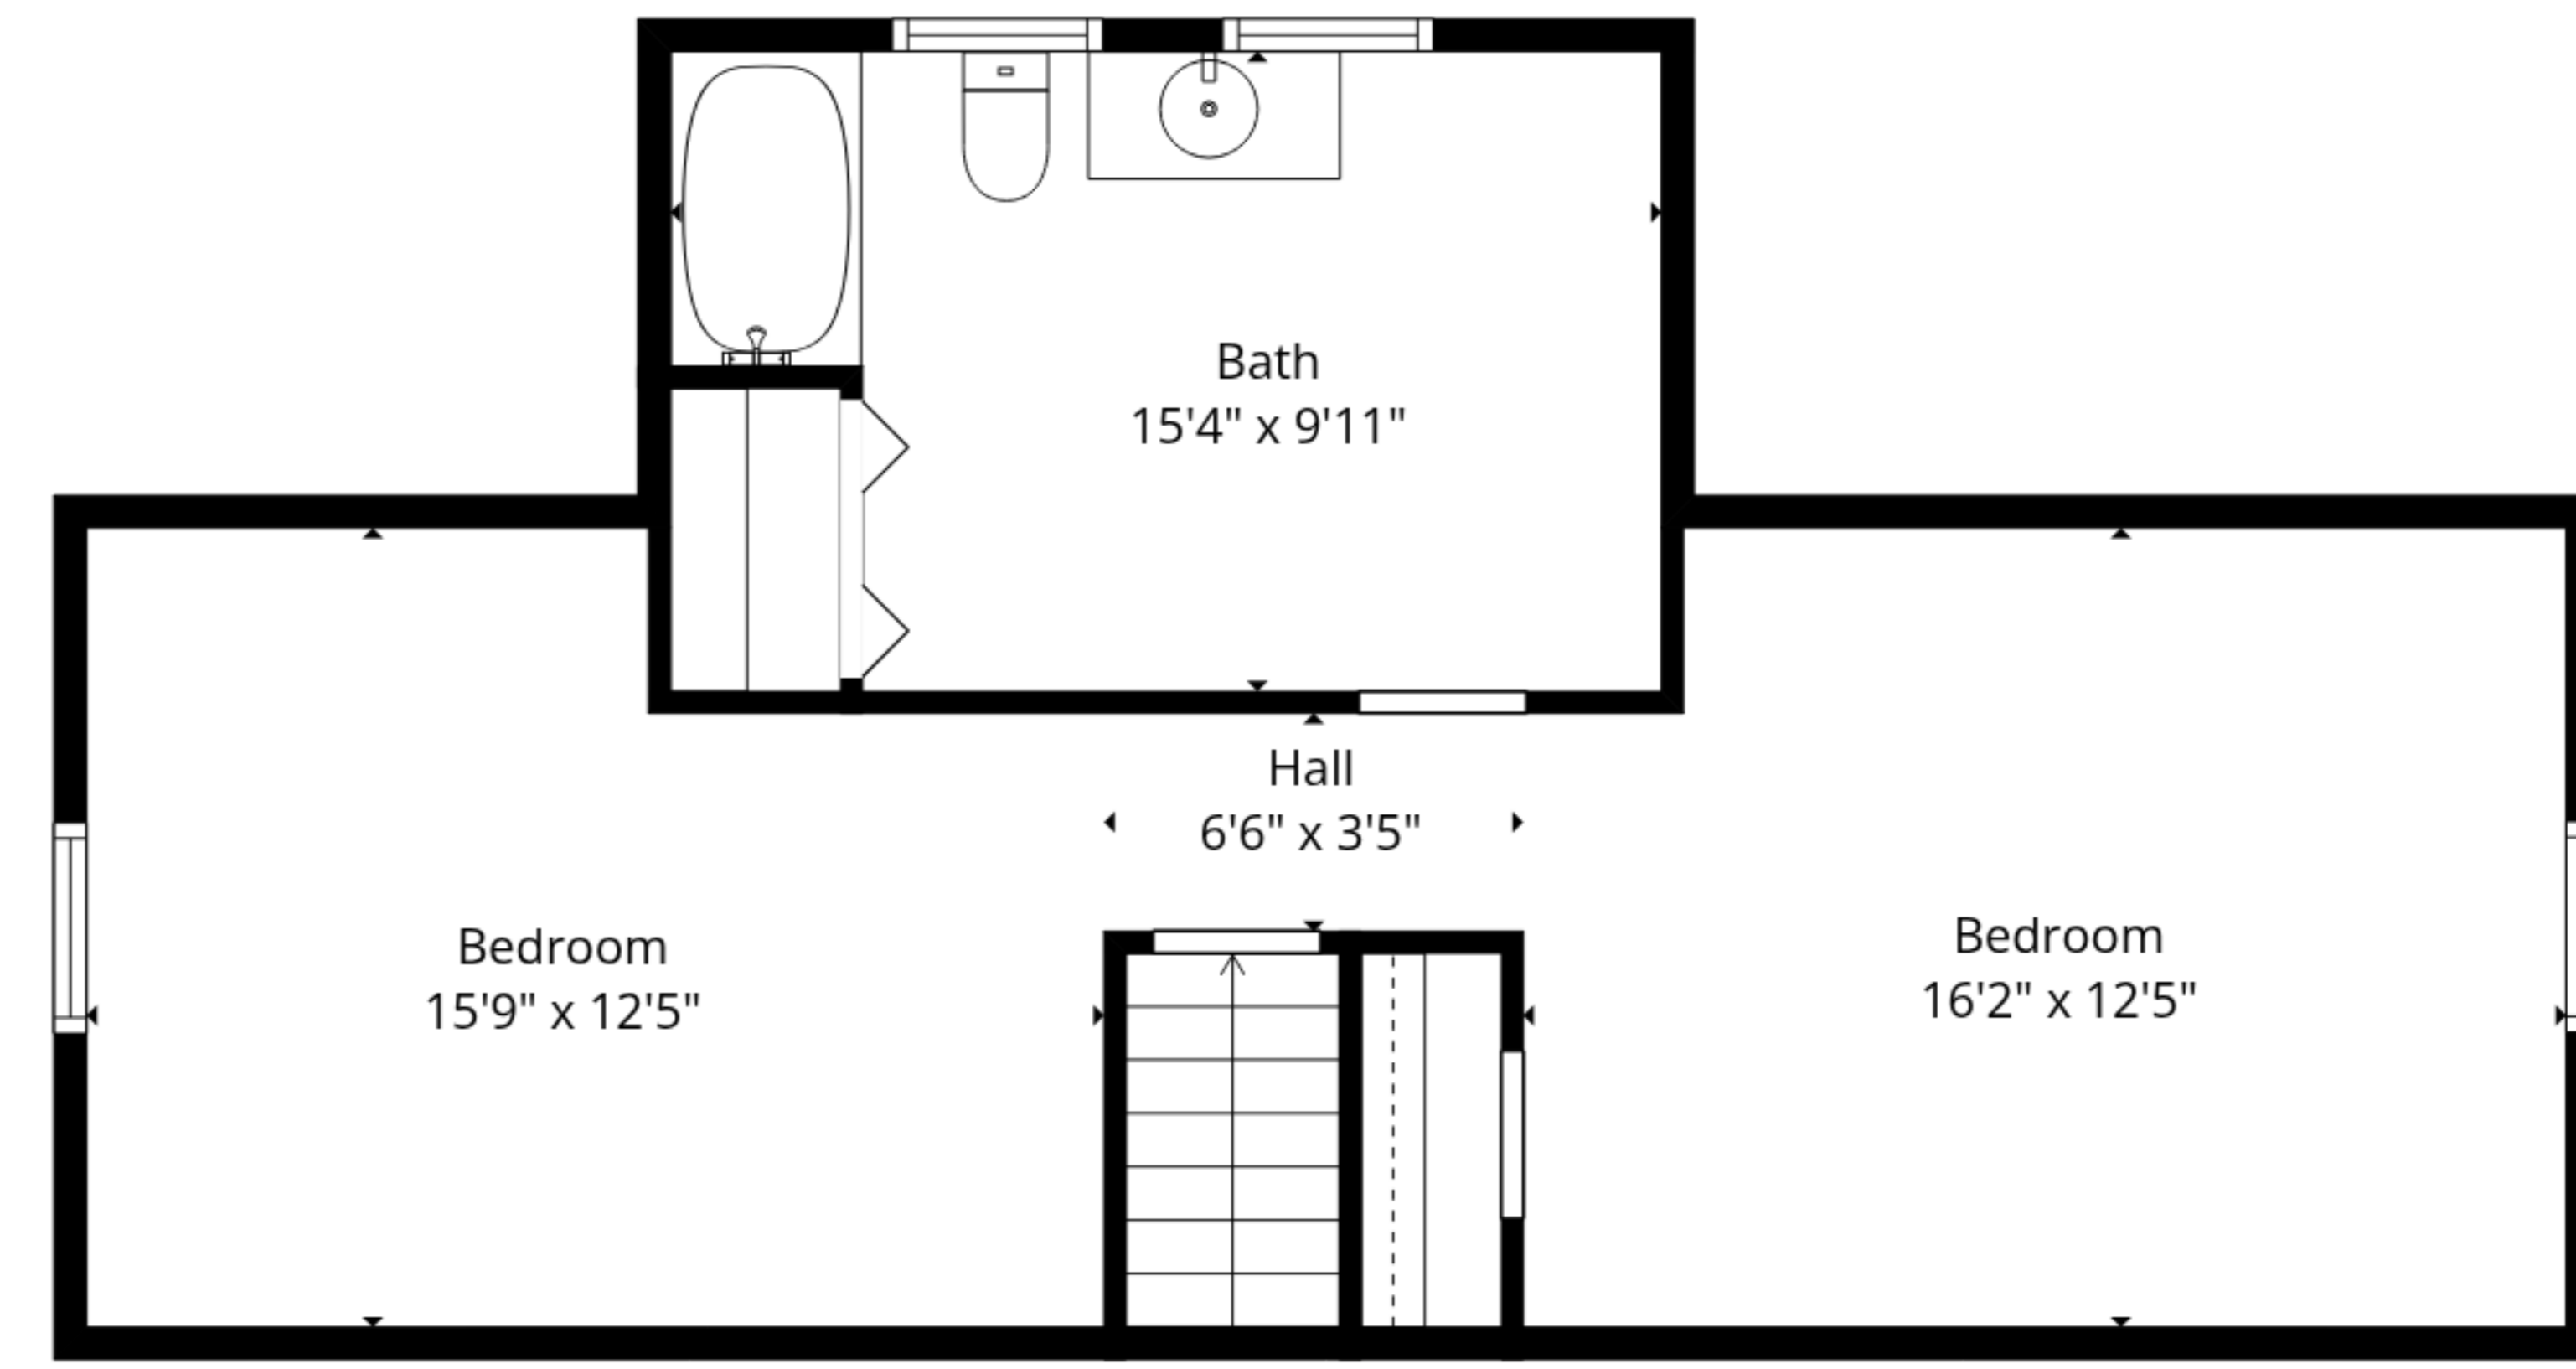 Bath
15'4" x 9'11"
Hall
6'6" x 3'5"
Bedroom
15'9" x 12'5"
Bedroom
16'2" x 12'5"